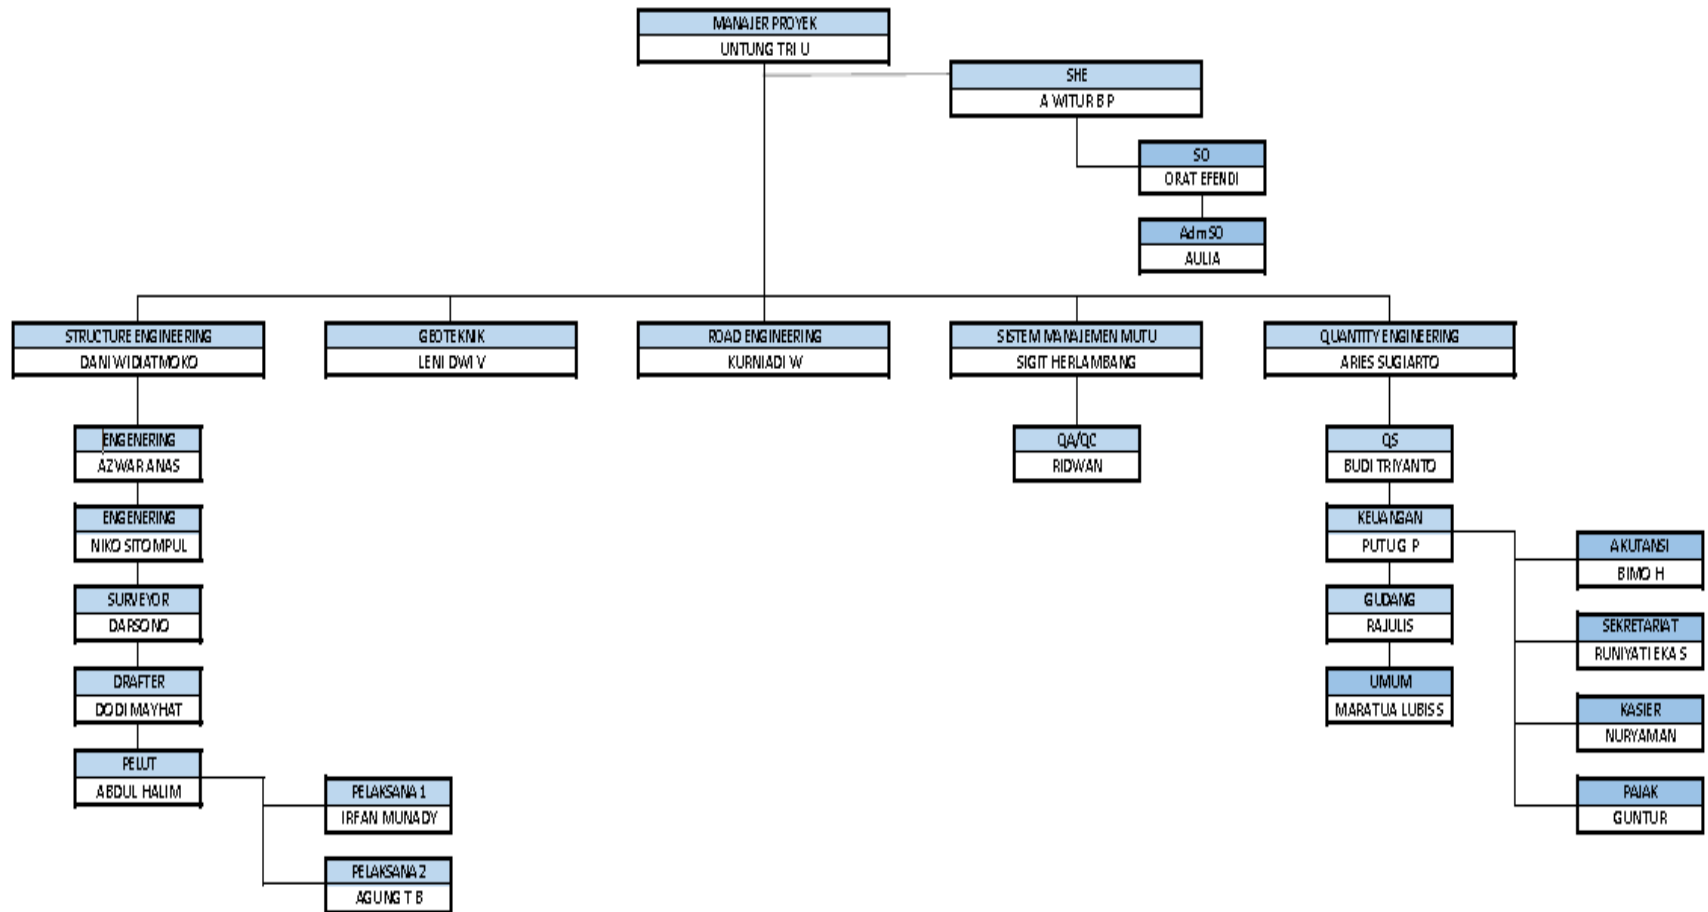 MANAJER PROYEK
UNTUNG TRI U
SHE
A WITUR B P
SO
ORAT EFENDI
Adm SO
AULIA
STRUCTURE ENGINEERING
DANI WIDIATMOKO
GEOTEKNIK
LENI DWI V
ROAD ENGINEERING
KURNIADI W
SISTEM MANAJEMEN MUTU
SIGIT HERLAMBANG
QUANTITY ENGINEERING
ARIES SUGIARTO
ENGENERING
AZWAR ANAS
ENGENERING
NIKO SITOMPUL
SURVEYOR
DARSONO
DRAFTER
DODI MAYHAT
PELUT
ABDUL HALIM
PELAKSANA 1
IRFAN MUNADY
PELAKSANA 2
AGUNG T B
QA/QC
RIDWAN
QS
BUDI TRIYANTO
KEUANGAN
PUTU G P
GUDANG
RAJULIS
UMUM
MARATUA LUBIS S
AKUTANSI
BIMO H
SEKRETARIAT
RUNIYATI EKA S
KASIER
NURYAMAN
PAJAK
GUNTUR